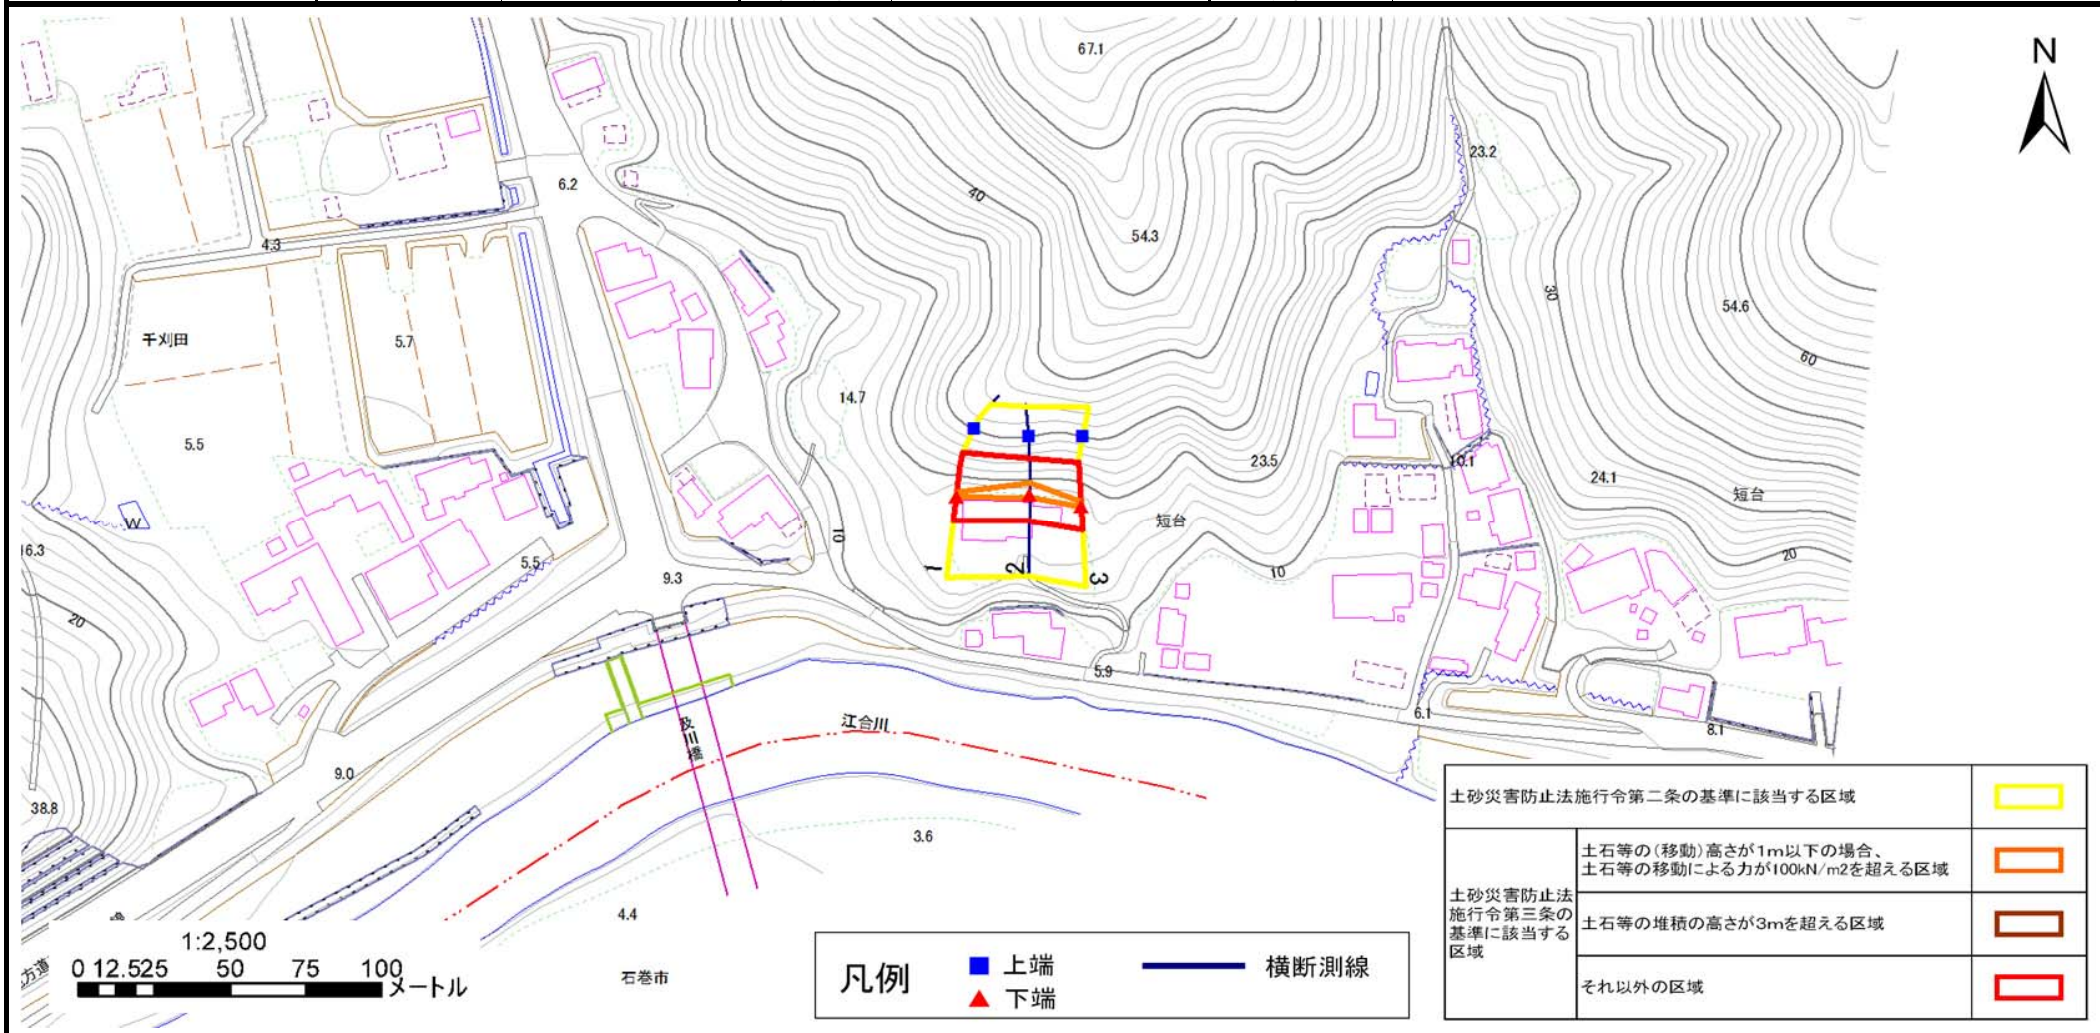 67.1
N
23.2
6.2
40
4.3
54.3
30
54.6
千刈田
5.7
60
14.7
5.5
23.5
10.1
24.1
短台
W
短台
10
16.3
5.5
9.3
1
2
3
10
20
20
5.9
江合川
及川橋
6.1
8.1
9.0
38.8
3.6
4.4
石巻市
1:2,500
0 12.525 50 75 100
メートル
凡例
上端
下端
横断測線
土砂災害防止法施行令第二条の基準に該当する区域
土砂災害防止法
施行令第三条の
基準に該当する
区域
土石等の(移動)高さが1m以下の場合、
土石等の移動による力が100kN/m2を超える区域
土石等の堆積の高さが3mを超える区域
それ以外の区域